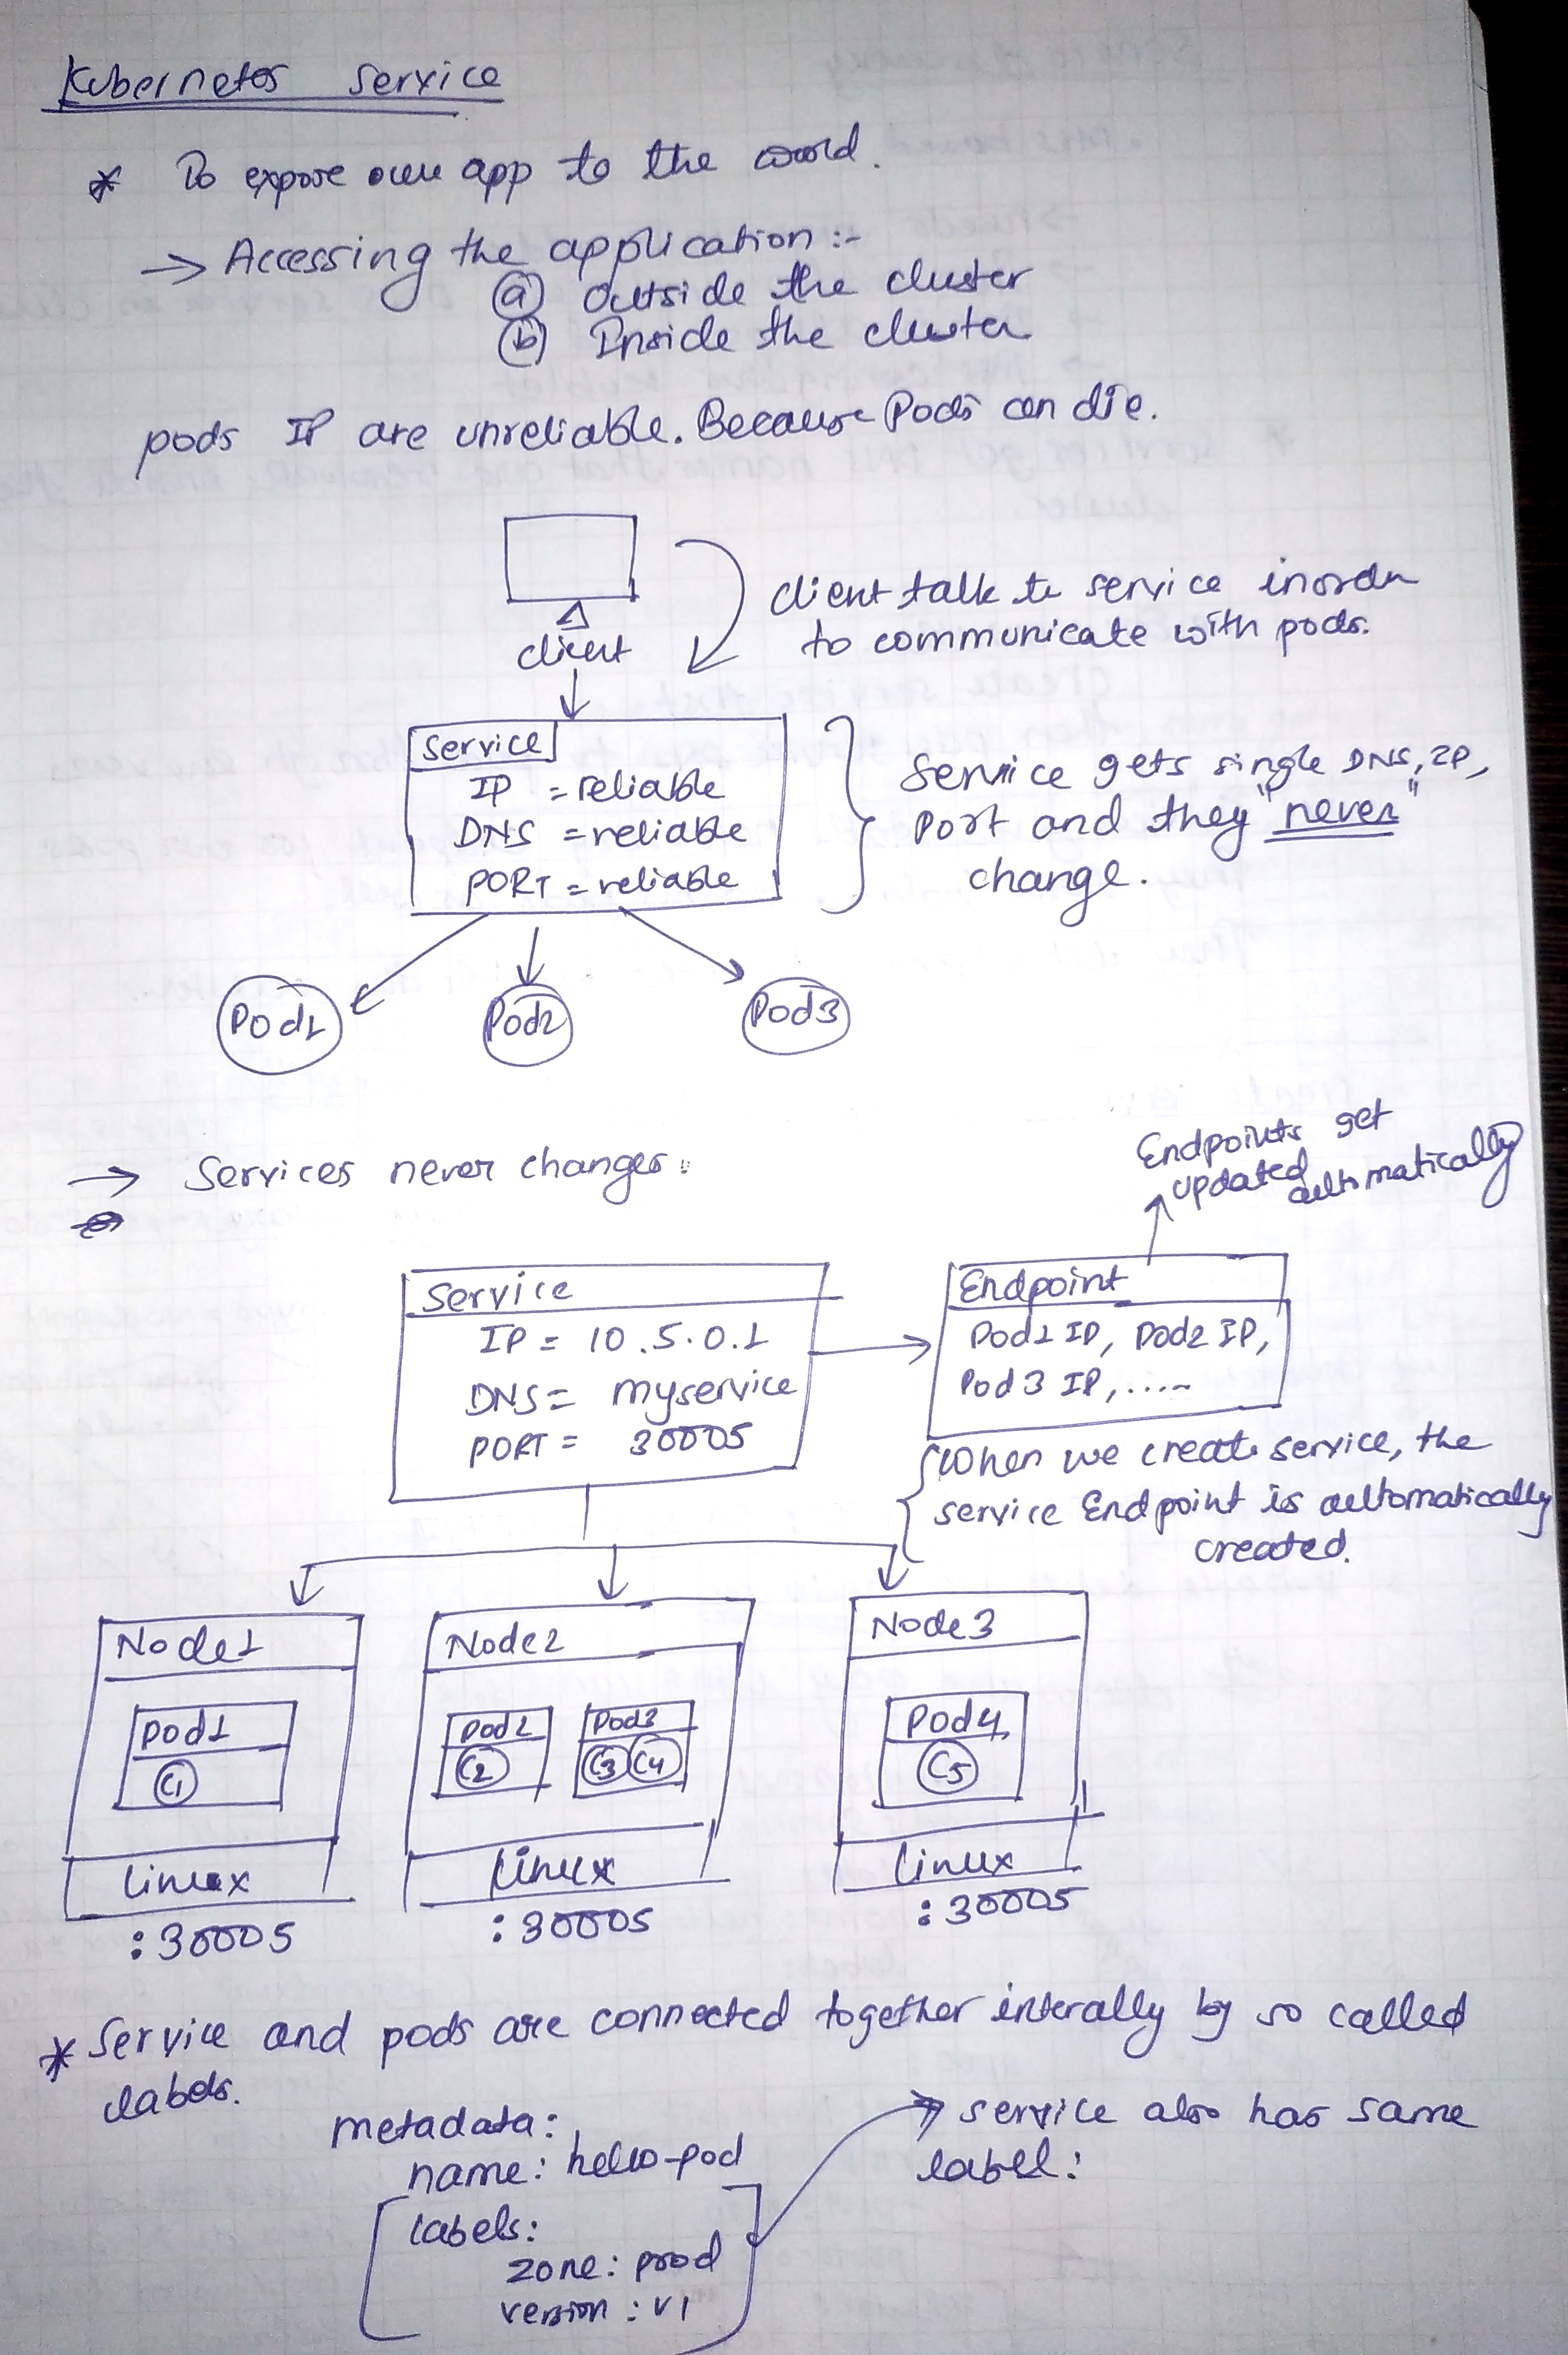 Kubernetes service
* To expose our app to the world.
→ Accessing the application :-
(a) Outside the cluster
(b) Inside the cluster
pods IP are unreliable. Because Pods can die.
client
client talk to service inorder
to communicate with pods.
Service
IP = reliable
DNS = reliable
PORT = reliable
Service gets single DNS, IP,
Port and they "never"
change.
Pod1
Pod2
Pod3
→ Services never changes.
Endpoints get
updated automatically
Service
IP = 10.5.0.1
DNS = myservice
PORT = 30005
Endpoint
Pod1 IP, Pod2 IP,
Pod3 IP, .....
When we create service, the
service Endpoint is automatically
created.
Node1
Node2
Node3
Pod1
C1
Pod2
C2
Pod3
C3 C4
Pod4
C5
Linux
Linux
Linux
:30005
:30005
:30005
* Service and pods are connected together interally by so called
labels.
metadata:
name: hello-pod
labels:
zone: prod
version: v1
→ service also has same
label: